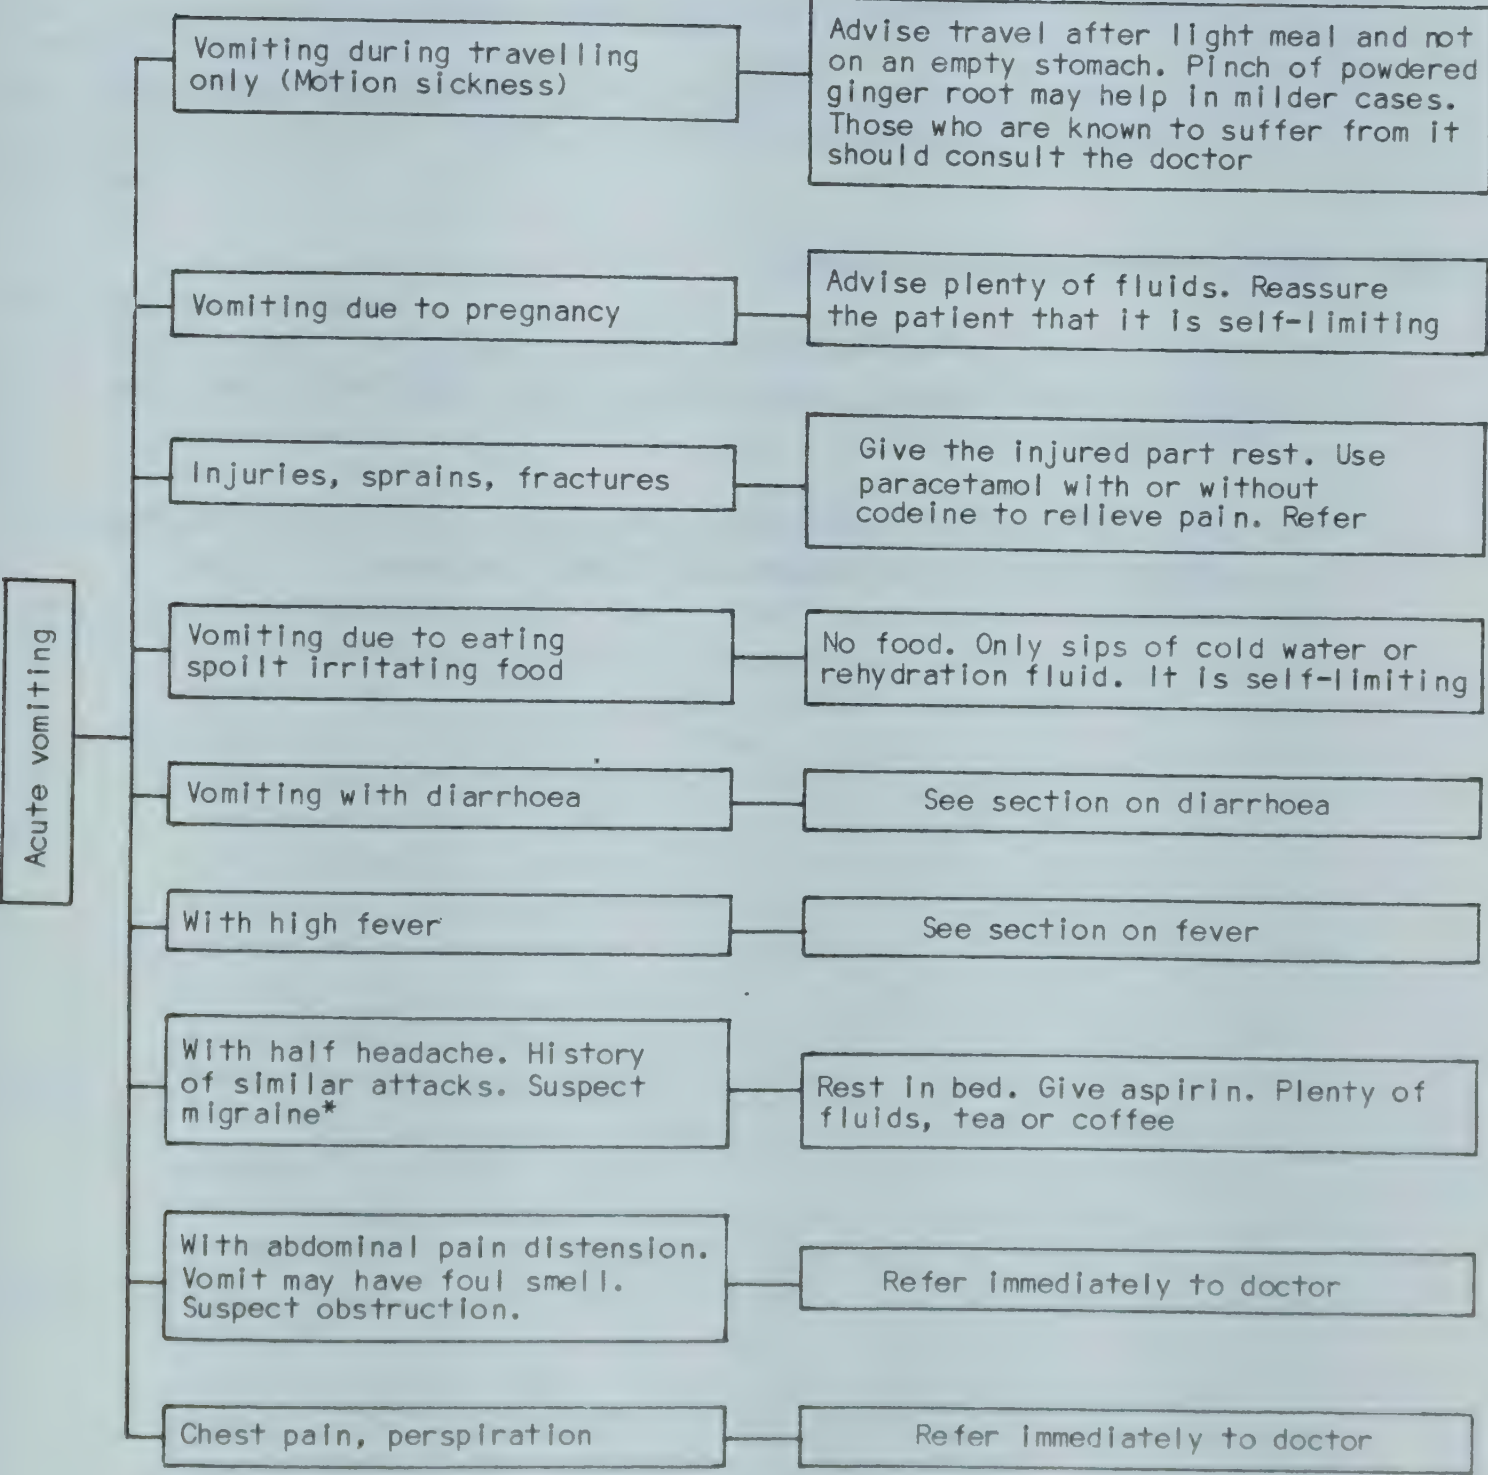 Acute vomiting
Vomiting during travelling
only (Motion sickness)
Advise travel after light meal and not
on an empty stomach. Pinch of powdered
ginger root may help in milder cases.
Those who are known to suffer from it
should consult the doctor
Vomiting due to pregnancy
Advise plenty of fluids. Reassure
the patient that it is self-limiting
Injuries, sprains, fractures
Give the injured part rest. Use
paracetamol with or without
codeine to relieve pain. Refer
Vomiting due to eating
spoilt irritating food
No food. Only sips of cold water or
rehydration fluid. It is self-limiting
Vomiting with diarrhoea
See section on diarrhoea
With high fever
See section on fever
With half headache. History
of similar attacks. Suspect
migraine*
Rest in bed. Give aspirin. Plenty of
fluids, tea or coffee
With abdominal pain distension.
Vomit may have foul smell.
Suspect obstruction.
Refer immediately to doctor
Chest pain, perspiration
Refer immediately to doctor